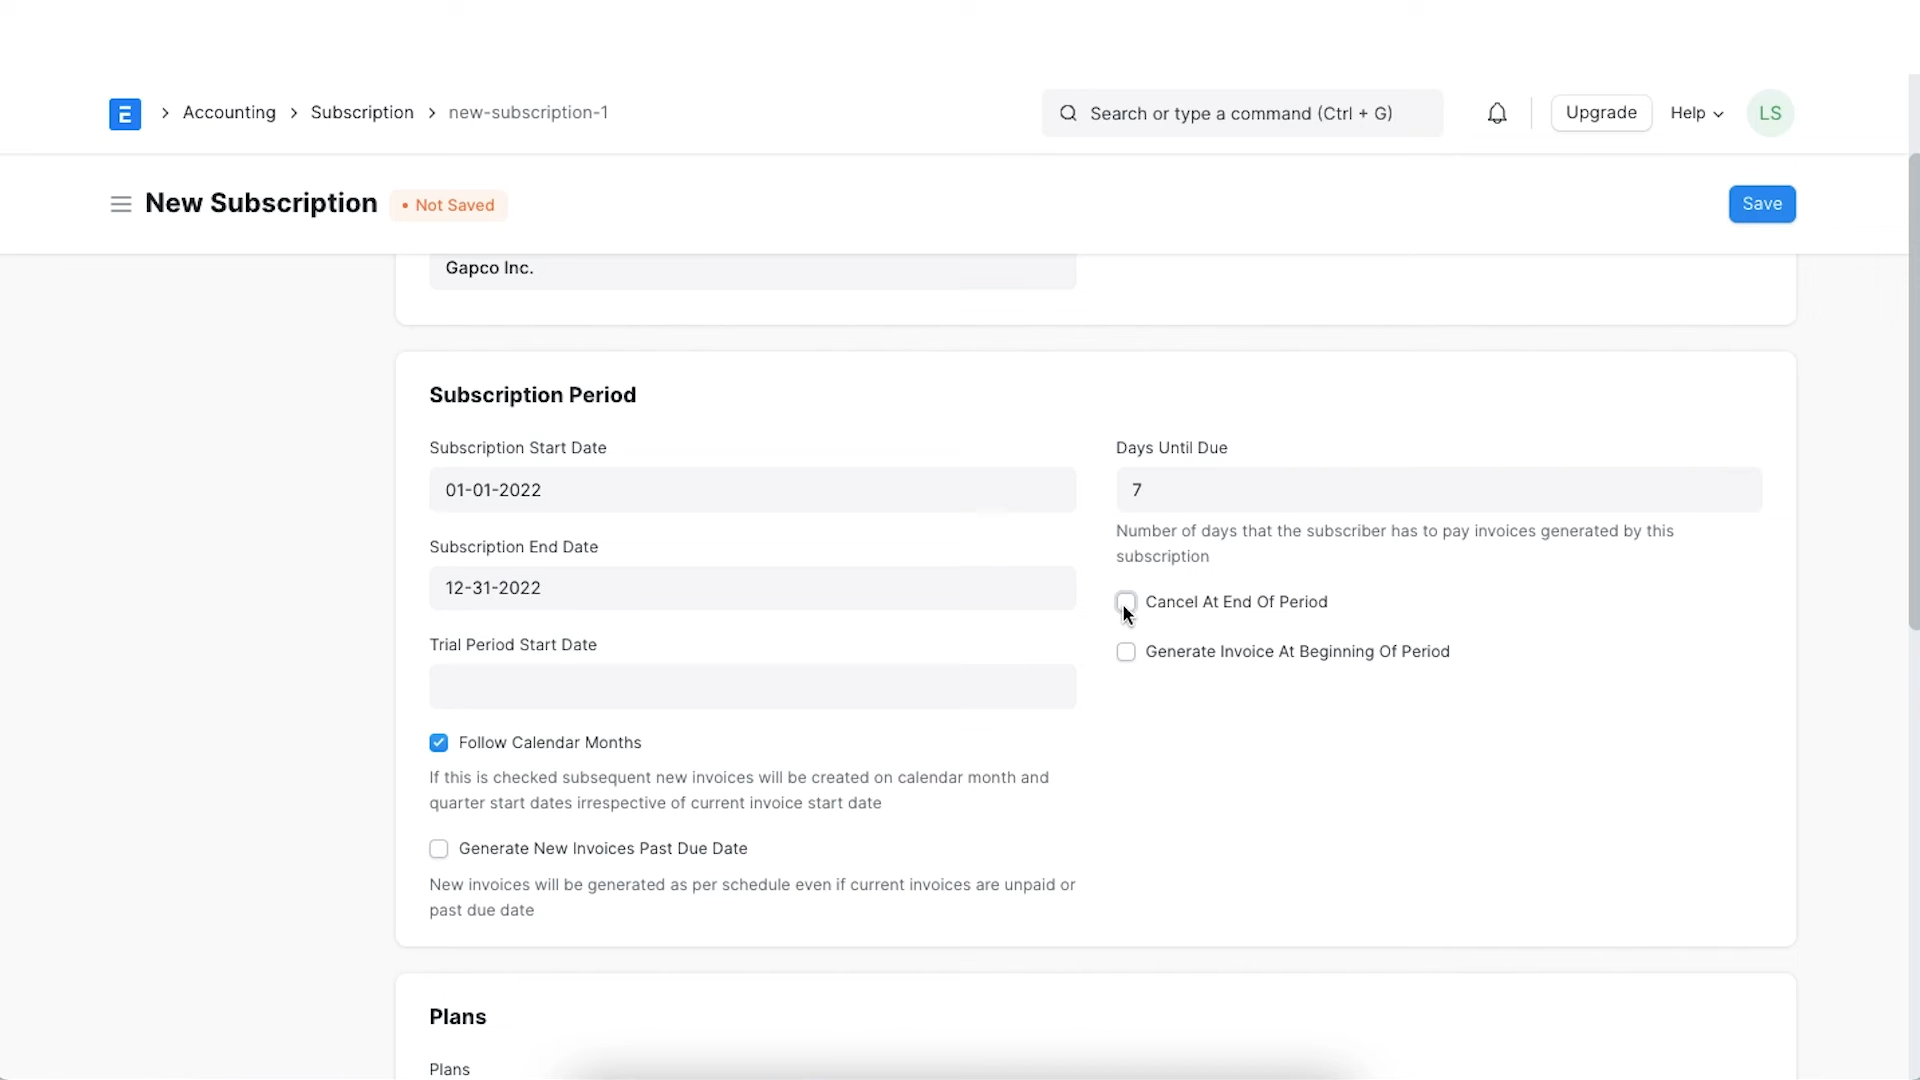 E > Accounting > Subscription > new-subscription-1 Search or type a command (Ctrl + G) Upgrade Help LS
New Subscription • Not Saved Save
Gapco Inc.
Subscription Period
Subscription Start Date
01-01-2022
Subscription End Date
12-31-2022
Trial Period Start Date
Follow Calendar Months
If this is checked subsequent new invoices will be created on calendar month and
quarter start dates irrespective of current invoice start date
Generate New Invoices Past Due Date
New invoices will be generated as per schedule even if current invoices are unpaid or
past due date
Days Until Due
7
Number of days that the subscriber has to pay invoices generated by this
subscription
Cancel At End Of Period
Generate Invoice At Beginning Of Period
Plans
Plans